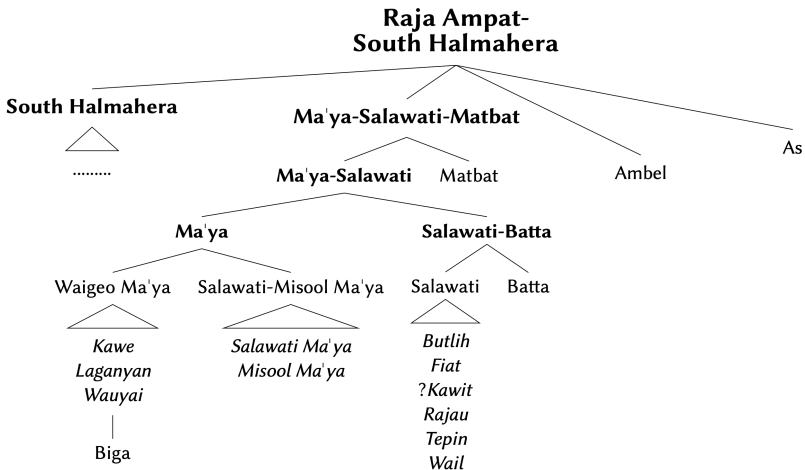 Raja Ampat-
South Halmahera
South Halmahera
.........
Maˈya-Salawati-Matbat
Ambel
As
Maˈya-Salawati
Matbat
Maˈya
Salawati-Batta
Waigeo Maˈya
Salawati-Misool Maˈya
Salawati
Batta
Kawe
Laganyan
Wauyai
Biga
Salawati Maˈya
Misool Maˈya
Butlih
Fiat
?Kawit
Rajau
Tepin
Wail